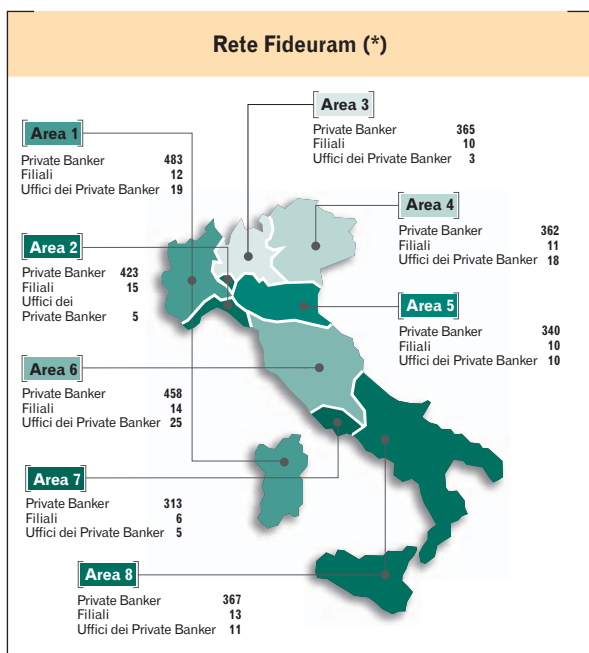 Rete Fideuram (*)
Area 1
Private Banker 483
Filiali 12
Uffici dei Private Banker 19
Area 2
Private Banker 423
Filiali 15
Uffici dei
Private Banker 5
Area 3
Private Banker 365
Filiali 10
Uffici dei Private Banker 3
Area 4
Private Banker 362
Filiali 11
Uffici dei Private Banker 18
Area 5
Private Banker 340
Filiali 10
Uffici dei Private Banker 10
Area 6
Private Banker 458
Filiali 14
Uffici dei Private Banker 25
Area 7
Private Banker 313
Filiali 6
Uffici dei Private Banker 5
Area 8
Private Banker 367
Filiali 13
Uffici dei Private Banker 11